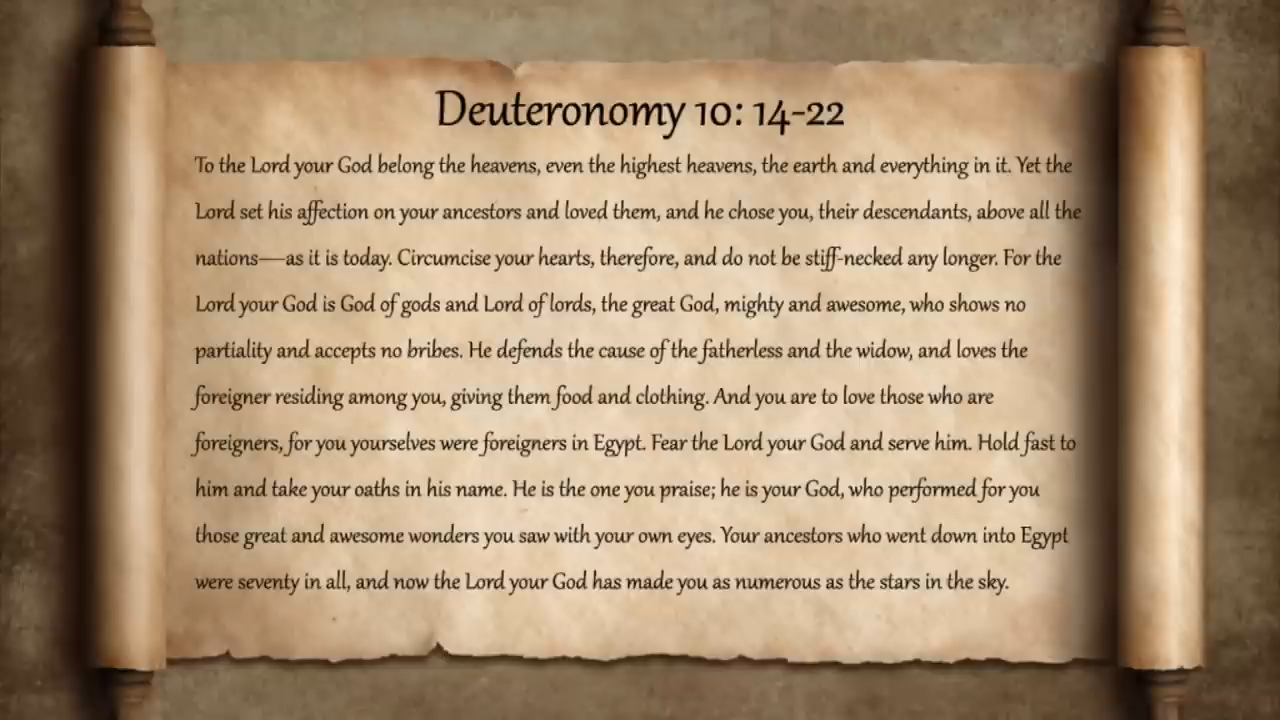 Deuteronomy 10: 14-22
To the Lord your God belong the heavens, even the highest heavens, the earth and everything in it. Yet the
Lord set his affection on your ancestors and loved them, and he chose you, their descendants, above all the
nations—as it is today. Circumcise your hearts, therefore, and do not be stiff-necked any longer. For the
Lord your God is God of gods and Lord of lords, the great God, mighty and awesome, who shows no
partiality and accepts no bribes. He defends the cause of the fatherless and the widow, and loves the
foreigner residing among you, giving them food and clothing. And you are to love those who are
foreigners, for you yourselves were foreigners in Egypt. Fear the Lord your God and serve him. Hold fast to
him and take your oaths in his name. He is the one you praise; he is your God, who performed for you
those great and awesome wonders you saw with your own eyes. Your ancestors who went down into Egypt
were seventy in all, and now the Lord your God has made you as numerous as the stars in the sky.